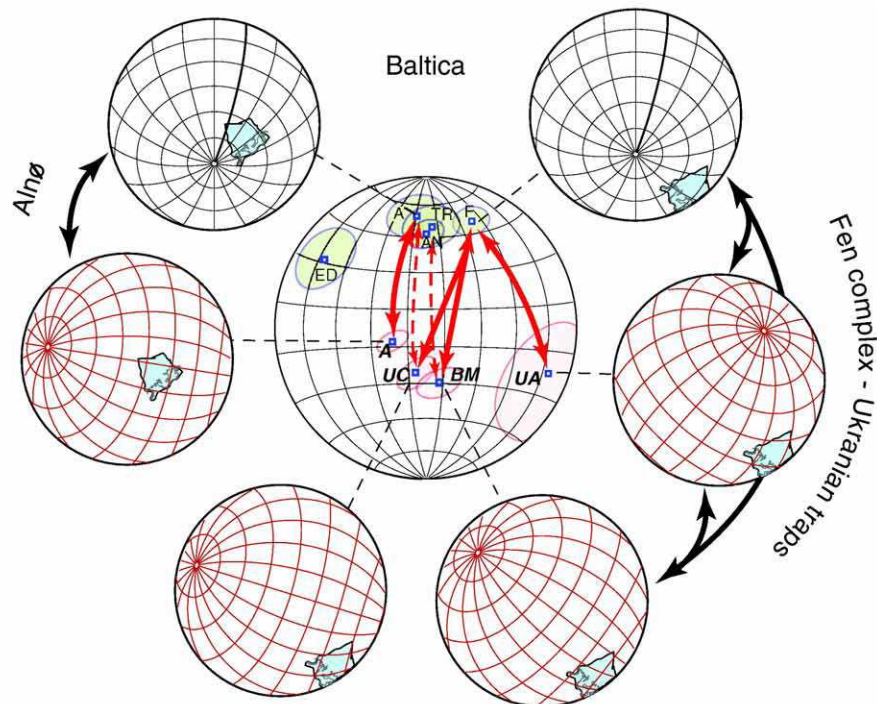 Baltica
Alnø
A
TR
F
AN
ED
A
UC
BM
UA
Fen complex - Ukranian traps